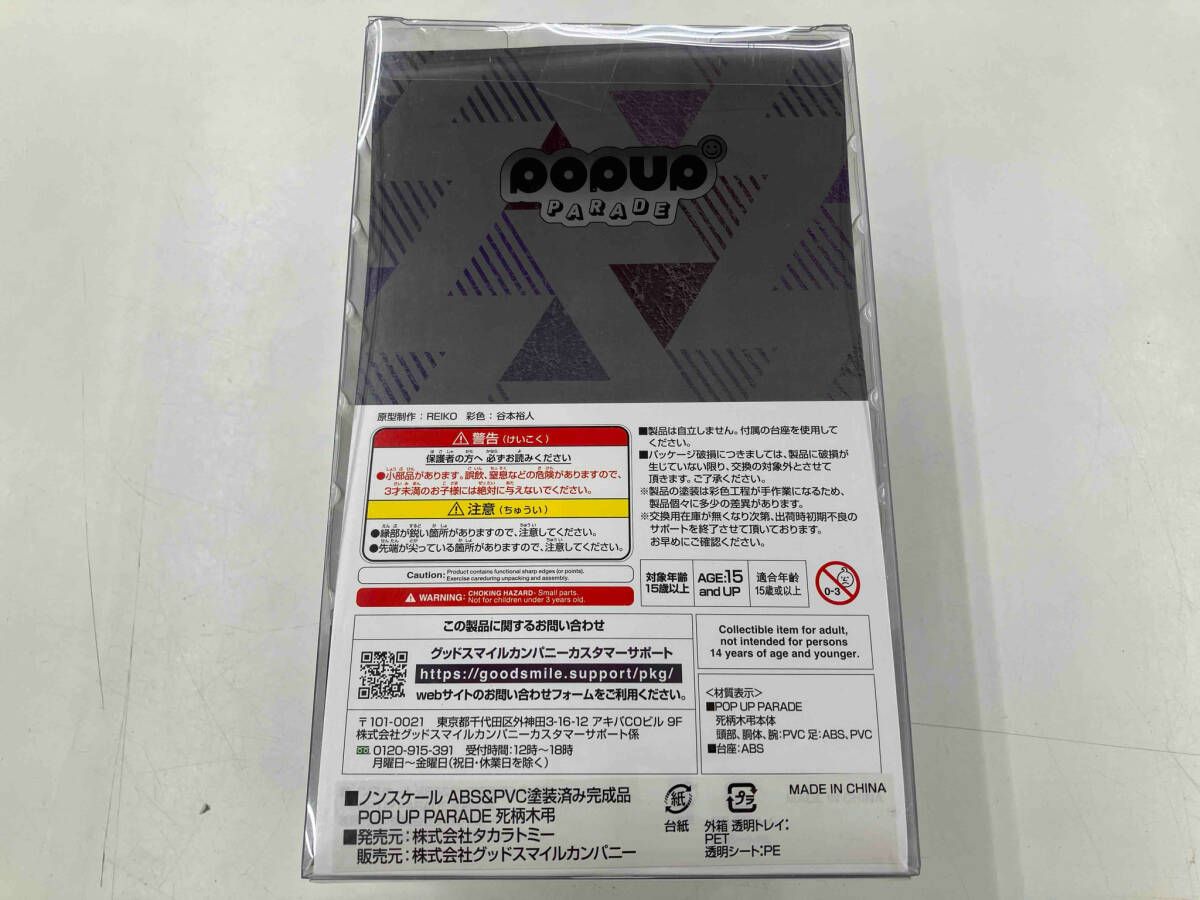 POPUP
PARADE
原型制作：REIKO　彩色：谷本裕人
⚠警告(けいこく)
保護者の方へ 必ずお読みください
●小部品があります。誤飲、窒息などの危険がありますので、
3才未満のお子様には絶対に与えないでください。
⚠注意(ちゅうい)
●縁部が鋭い箇所がありますので、注意してください。
●先端が尖っている箇所がありますので、注意してください。
Caution: Product contains functional sharp edges (or points).
Exercise careduring unpacking and assembly.
⚠WARNING: CHOKING HAZARD- Small parts.
Not for children under 3 years old.
■製品は自立しません。付属の台座を使用して
ください。
■パッケージ破損につきましては、製品に破損が
生じていない限り、交換の対象外とさせて
頂きます。ご了承ください。
※製品の塗装は彩色工程が手作業になるため、
製品個々に多少の差異があります。
※交換用在庫が無くなり次第、出荷時初期不良の
サポートを終了させて頂いております。
お早めにご確認ください。
対象年齢
15歳以上
AGE:15
and UP
適合年齡
15歲或以上
0-3
この製品に関するお問い合わせ
グッドスマイルカンパニーカスタマーサポート
https://goodsmile.support/pkg/
webサイトのお問い合わせフォームをご利用ください。
〒101-0021　東京都千代田区外神田3-16-12 アキバCOビル 9F
株式会社グッドスマイルカンパニーカスタマーサポート係
0120-915-391　受付時間:12時～18時
月曜日～金曜日(祝日・休業日を除く)
Collectible item for adult,
not intended for persons
14 years of age and younger.
＜材質表示＞
■POP UP PARADE
死柄木弔本体
頭部、胴体、腕:PVC 足:ABS、PVC
■台座:ABS
MADE IN CHINA
■ノンスケール ABS&PVC塗装済み完成品
POP UP PARADE 死柄木弔
■発売元：株式会社タカラトミー
販売元：株式会社グッドスマイルカンパニー
紙
台紙
プラ
外箱 透明トレイ:
PET
透明シート:PE